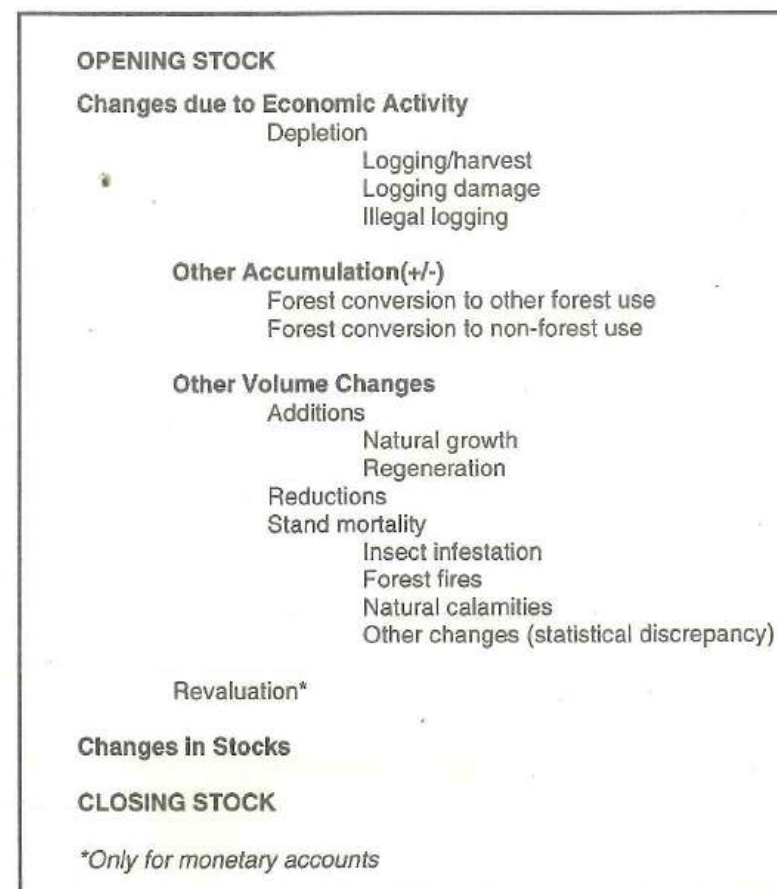 OPENING STOCK
Changes due to Economic Activity
Depletion
Logging/harvest
Logging damage
Illegal logging
Other Accumulation(+/-)
Forest conversion to other forest use
Forest conversion to non-forest use
Other Volume Changes
Additions
Natural growth
Regeneration
Reductions
Stand mortality
Insect infestation
Forest fires
Natural calamities
Other changes (statistical discrepancy)
Revaluation*
Changes in Stocks
CLOSING STOCK
*Only for monetary accounts